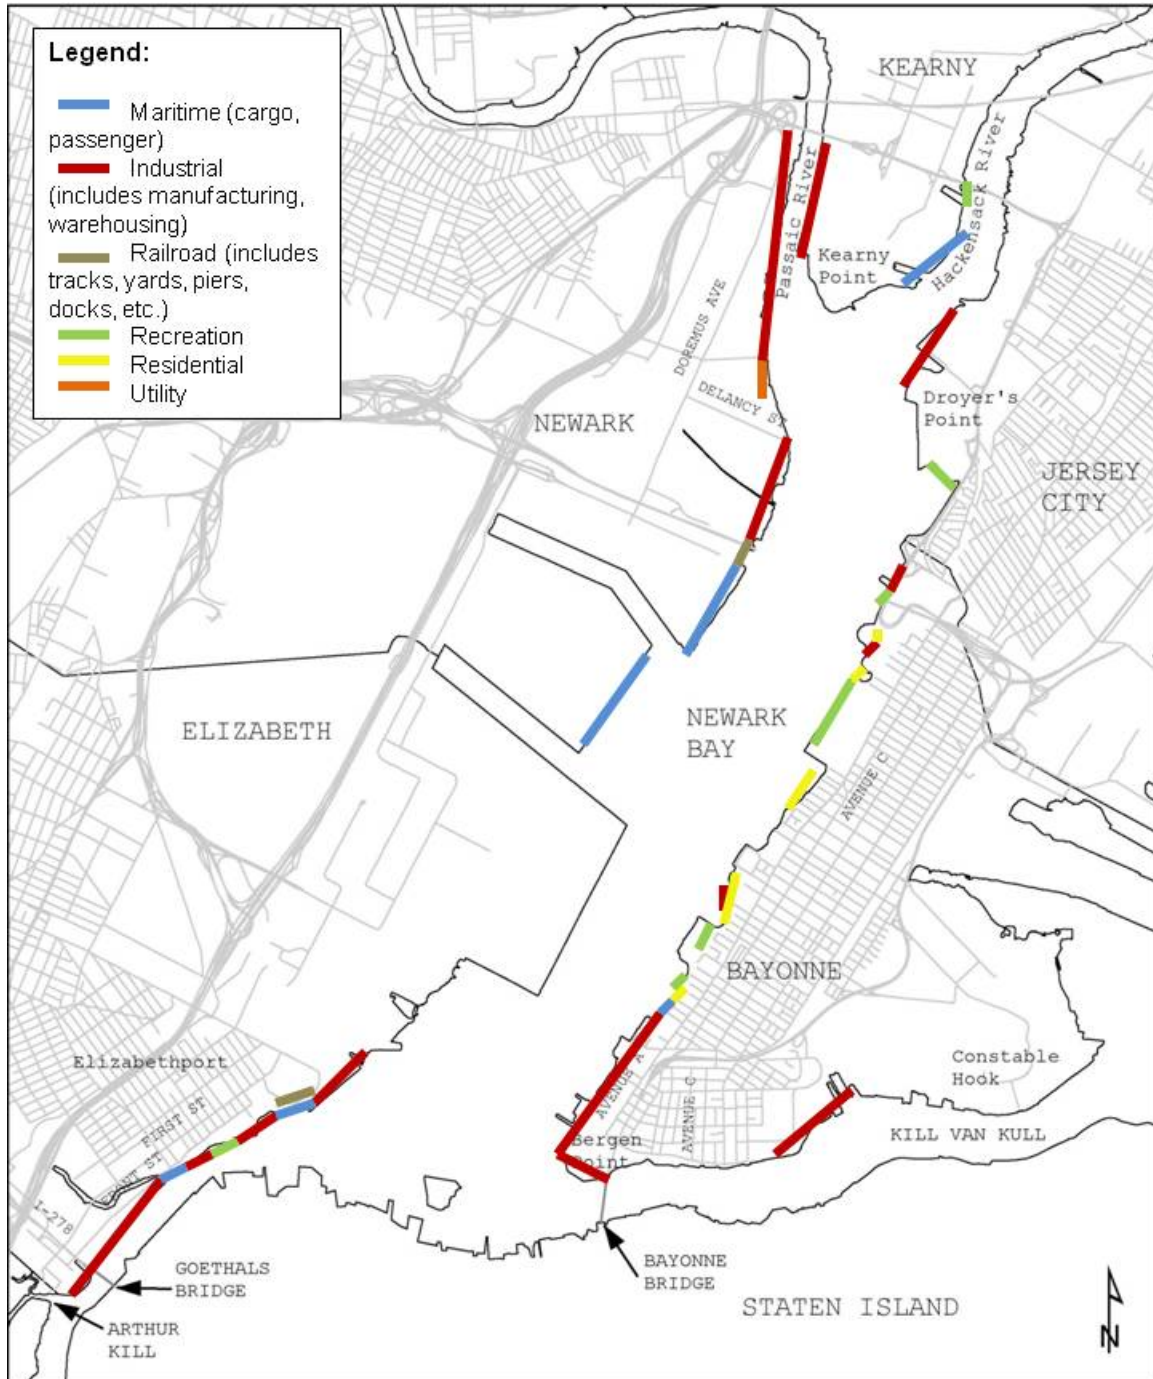 Legend:
Maritime (cargo,
passenger)
Industrial
(includes manufacturing,
warehousing)
Railroad (includes
tracks, yards, piers,
docks, etc.)
Recreation
Residential
Utility
KEARNY
Passaic River
Hackensack River
Kearny
Point
DOREMUS AVE
DELANCY ST
Droyer's
Point
NEWARK
JERSEY
CITY
ELIZABETH
NEWARK
BAY
AVENUE C
BAYONNE
Elizabethport
Constable
Hook
FIRST ST
AVENUE A
AVENUE C
KILL VAN KULL
Bergen
Point
FRONT ST
I-278
GOETHALS
BRIDGE
BAYONNE
BRIDGE
STATEN ISLAND
ARTHUR
KILL
N